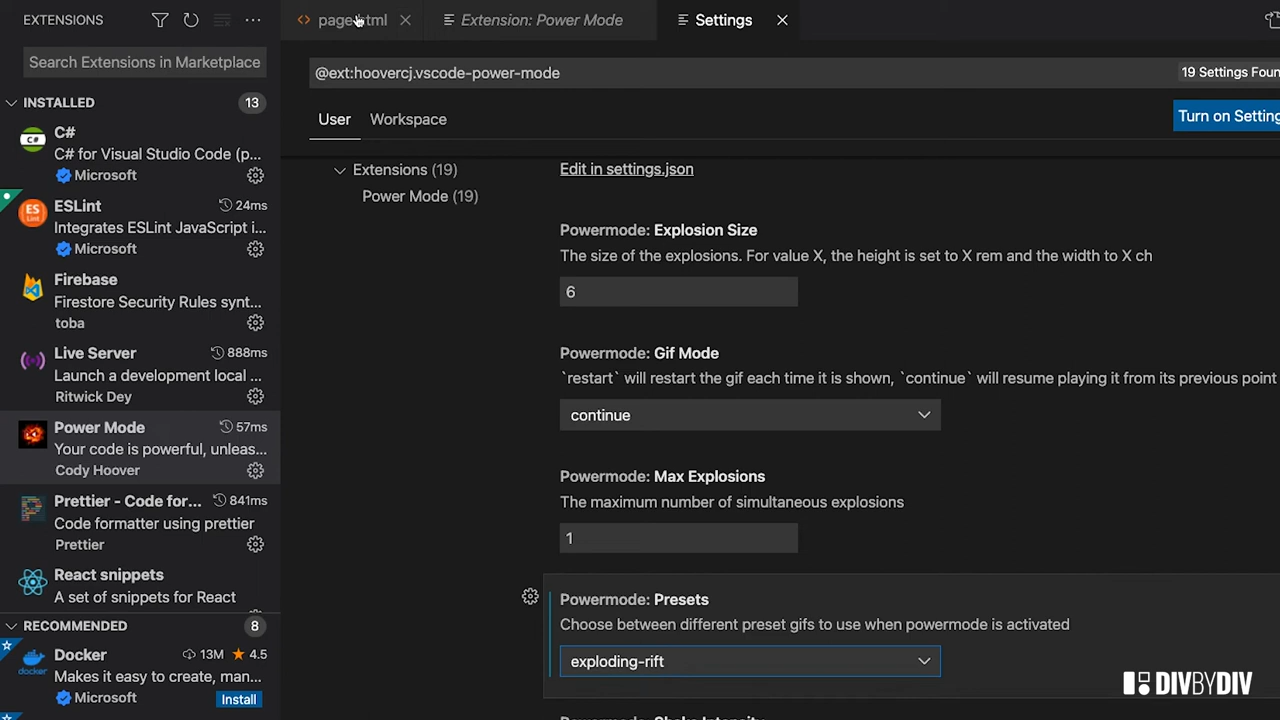 EXTENSIONS
Search Extensions in Marketplace
INSTALLED 13
C#
C# for Visual Studio Code (p...
Microsoft
ESLint 24ms
Integrates ESLint JavaScript i...
Microsoft
Firebase
Firestore Security Rules synt...
toba
Live Server 888ms
Launch a development local ...
Ritwick Dey
Power Mode 57ms
Your code is powerful, unleas...
Cody Hoover
Prettier - Code for... 841ms
Code formatter using prettier
Prettier
React snippets
A set of snippets for React
RECOMMENDED 8
Docker 13M 4.5
Makes it easy to create, man...
Microsoft Install
page.html
Extension: Power Mode
Settings
@ext:hoovercj.vscode-power-mode
19 Settings Foun
User Workspace
Turn on Setting
Extensions (19)
Power Mode (19)
Edit in settings.json
Powermode: Explosion Size
The size of the explosions. For value X, the height is set to X rem and the width to X ch
6
Powermode: Gif Mode
`restart` will restart the gif each time it is shown, `continue` will resume playing it from its previous point
continue
Powermode: Max Explosions
The maximum number of simultaneous explosions
1
Powermode: Presets
Choose between different preset gifs to use when powermode is activated
exploding-rift
Powermode: Shake Intensity
DIVBYDIV